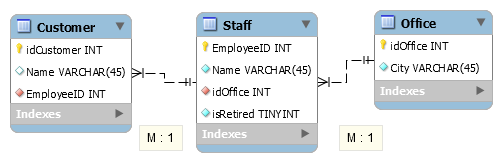 Customer
idCustomer INT
Name VARCHAR(45)
EmployeeID INT
Indexes
Staff
EmployeeID INT
Name VARCHAR(45)
idOffice INT
isRetired TINYINT
Indexes
Office
idOffice INT
City VARCHAR(45)
Indexes
M : 1
M : 1